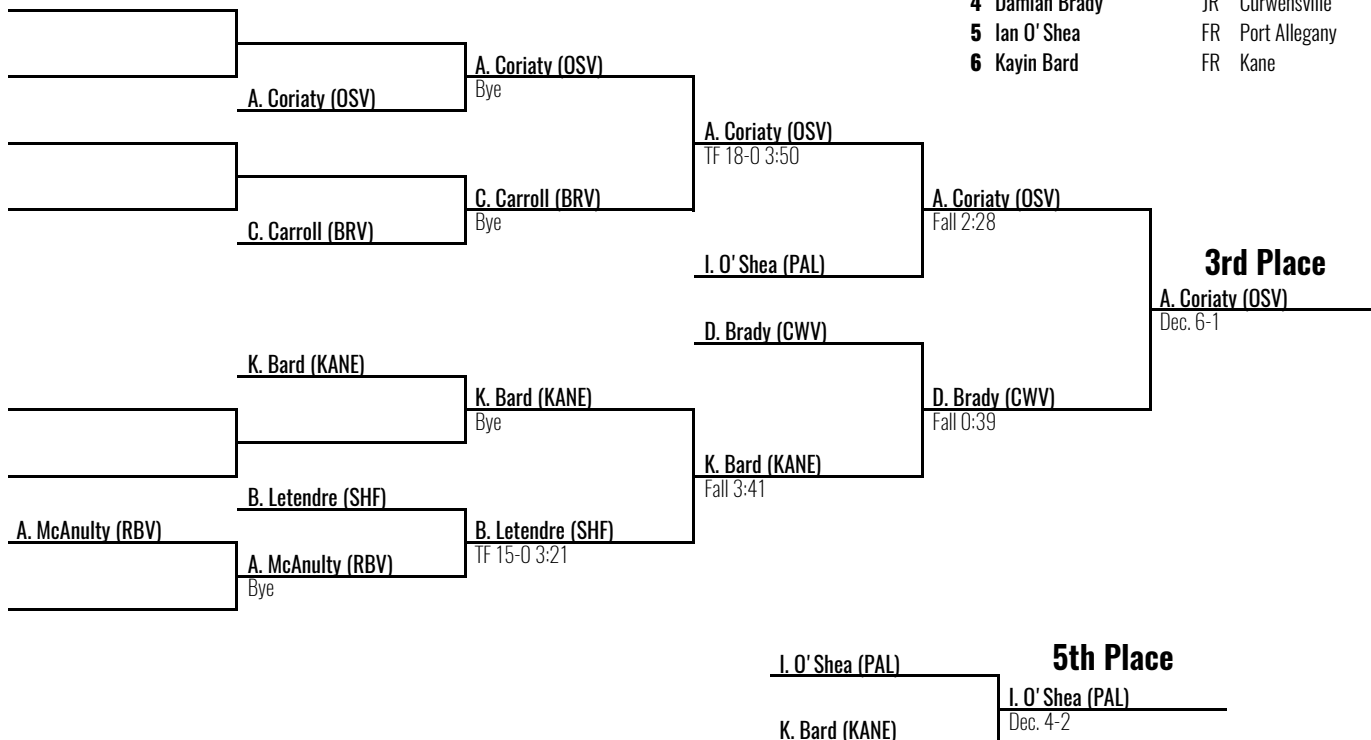 4 Damian Brady JR Curwensville
5 Ian O'Shea FR Port Allegany
6 Kayin Bard FR Kane
A. Coriaty (OSV)
Bye
A. Coriaty (OSV)
A. Coriaty (OSV)
TF 18-0 3:50
C. Carroll (BRV)
Bye
A. Coriaty (OSV)
Fall 2:28
C. Carroll (BRV)
I. O'Shea (PAL)
3rd Place
A. Coriaty (OSV)
Dec. 6-1
D. Brady (CWV)
K. Bard (KANE)
K. Bard (KANE)
Bye
D. Brady (CWV)
Fall 0:39
K. Bard (KANE)
Fall 3:41
B. Letendre (SHF)
A. McAnulty (RBV)
B. Letendre (SHF)
TF 15-0 3:21
A. McAnulty (RBV)
Bye
I. O'Shea (PAL)
5th Place
I. O'Shea (PAL)
Dec. 4-2
K. Bard (KANE)